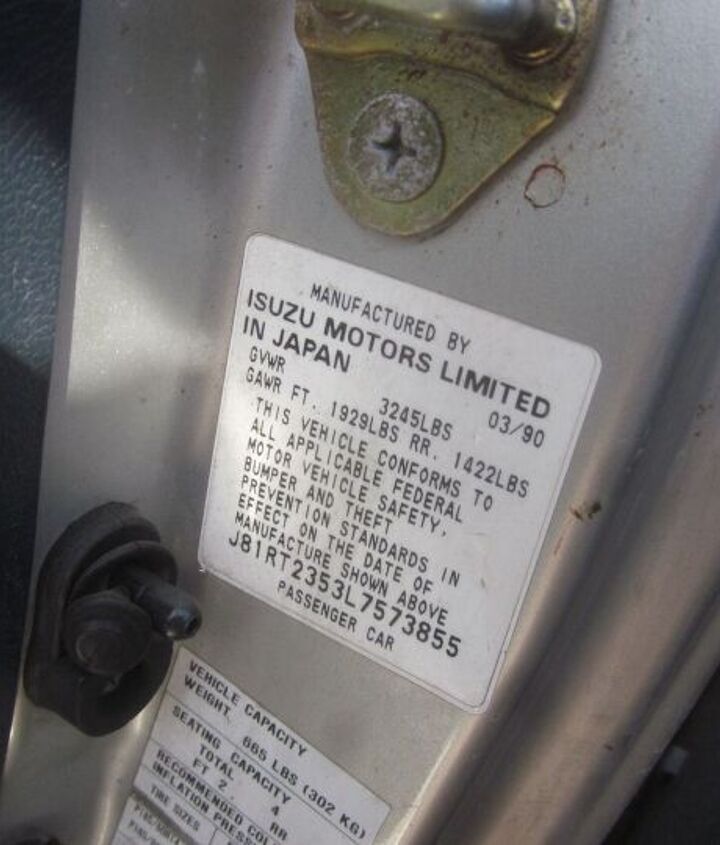 MANUFACTURED BY
ISUZU MOTORS LIMITED
IN JAPAN 03/90
GVWR 3245LBS
GAWR FT. 1929LBS RR. 1422LBS
THIS VEHICLE CONFORMS TO
ALL APPLICABLE FEDERAL
MOTOR VEHICLE SAFETY,
BUMPER AND THEFT
PREVENTION STANDARDS IN
EFFECT ON THE DATE OF
MANUFACTURE SHOWN ABOVE
J81RT2353L7573855
PASSENGER CAR
VEHICLE CAPACITY
WEIGHT 665 LBS (302 KG)
SEATING CAPACITY
TOTAL 4
FT 2 RR
RECOMMENDED
INFLATION
TIRE SIZES